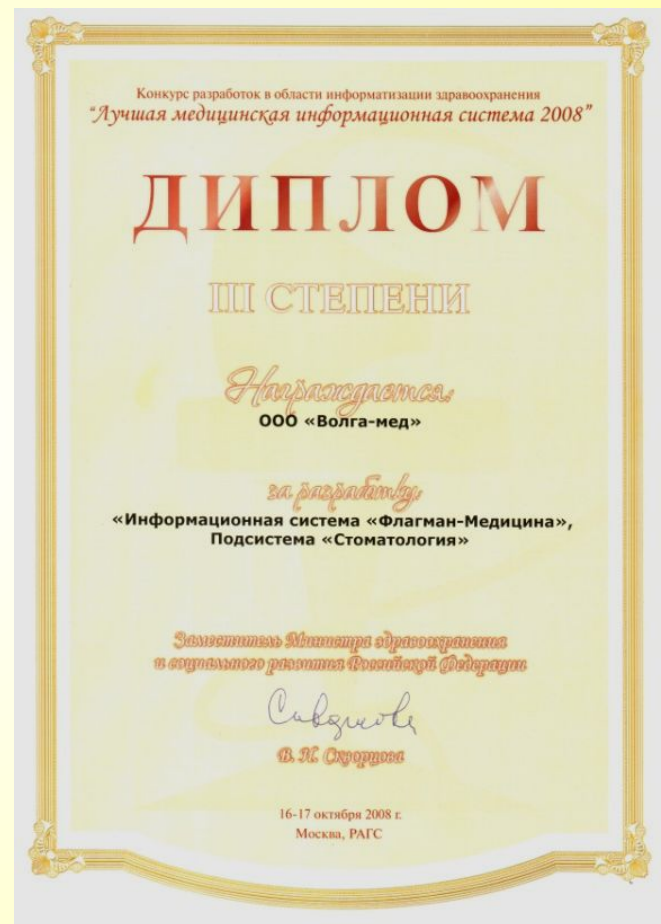 Конкурс разработок в области информатизации здравоохранения
“Лучшая медицинская информационная система 2008”
ДИПЛОМ
III СТЕПЕНИ
Награждается:
ООО «Волга-мед»
за разработку:
«Информационная система «Флагман-Медицина»,
Подсистема «Стоматология»
Заместитель Министра здравоохранения
и социального развития Российской Федерации
В. И. Скворцова
16-17 октября 2008 г.
Москва, РАГС